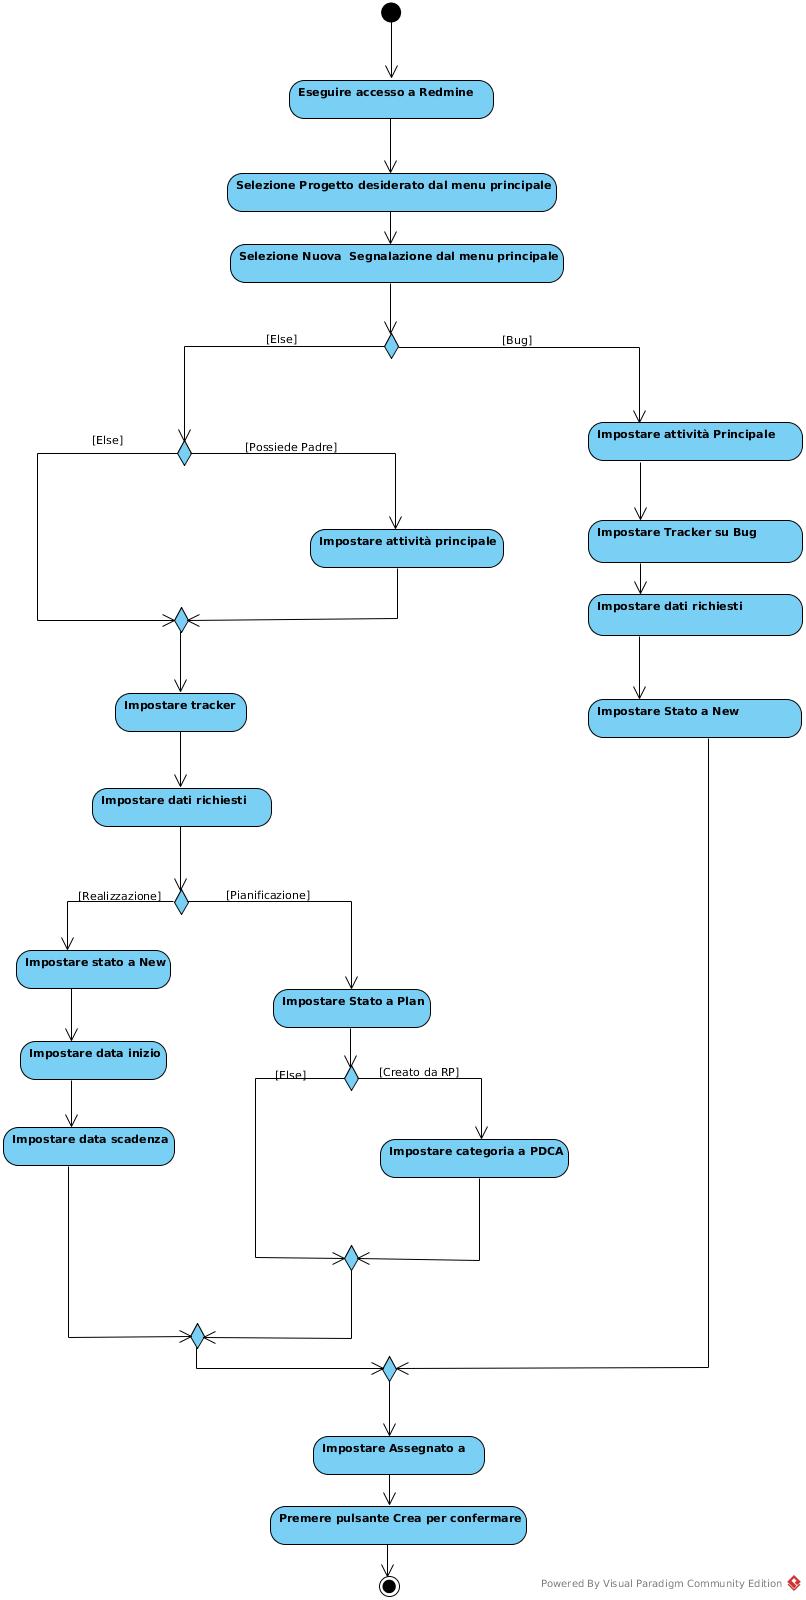 Eseguire accesso a Redmine
Selezione Progetto desiderato dal menu principale
Selezione Nuova  Segnalazione dal menu principale
[Else]
[Bug]
[Else]
[Possiede Padre]
Impostare attività Principale
Impostare attività principale
Impostare Tracker su Bug
Impostare dati richiesti
Impostare tracker
Impostare Stato a New
Impostare dati richiesti
[Realizzazione]
[Pianificazione]
Impostare stato a New
Impostare Stato a Plan
Impostare data inizio
[Else]
[Creato da RP]
Impostare data scadenza
Impostare categoria a PDCA
Impostare Assegnato a
Premere pulsante Crea per confermare
Powered By Visual Paradigm Community Edition